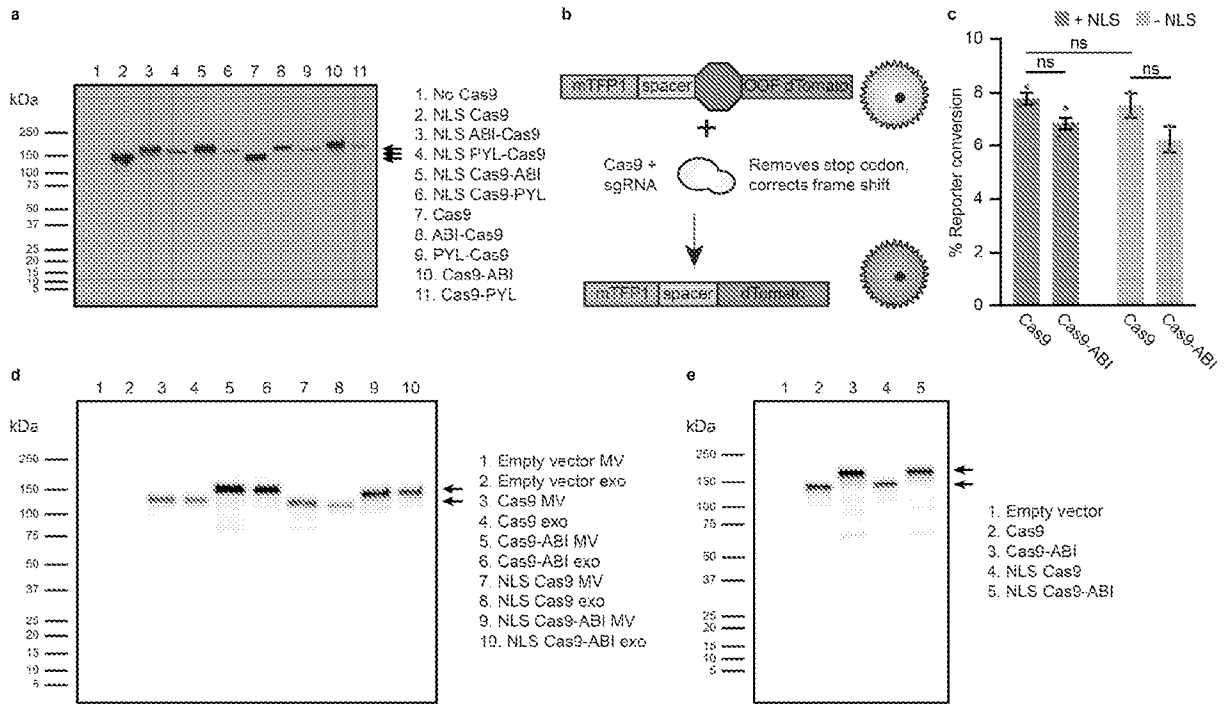 a
1 2 3 4 5 6 7 8 9 10 11
kDa
250
150
100
75
50
37
25
20
15
10
5
1. No Cas9
2. NLS Cas9
3. NLS ABI-Cas9
4. NLS PYL-Cas9
5. NLS Cas9-ABI
6. NLS Cas9-PYL
7. Cas9
8. ABI-Cas9
9. PYL-Cas9
10. Cas9-ABI
11. Cas9-PYL
b
mTFP1 spacer OOF dTomato
+
Cas9 +
sgRNA
Removes stop codon,
corrects frame shift
mTFP1 spacer dTomato
c
+ NLS - NLS
% Reporter conversion
10
8
6
4
2
0
ns
ns ns
Cas9 Cas9-ABI Cas9 Cas9-ABI
d
1 2 3 4 5 6 7 8 9 10
kDa
250
150
100
75
50
37
25
20
15
10
5
1. Empty vector MV
2. Empty vector exo
3. Cas9 MV
4. Cas9 exo
5. Cas9-ABI MV
6. Cas9-ABI exo
7. NLS Cas9 MV
8. NLS Cas9 exo
9. NLS Cas9-ABI MV
10. NLS Cas9-ABI exo
e
1 2 3 4 5
kDa
250
150
100
75
50
37
25
20
15
10
5
1. Empty vector
2. Cas9
3. Cas9-ABI
4. NLS Cas9
5. NLS Cas9-ABI